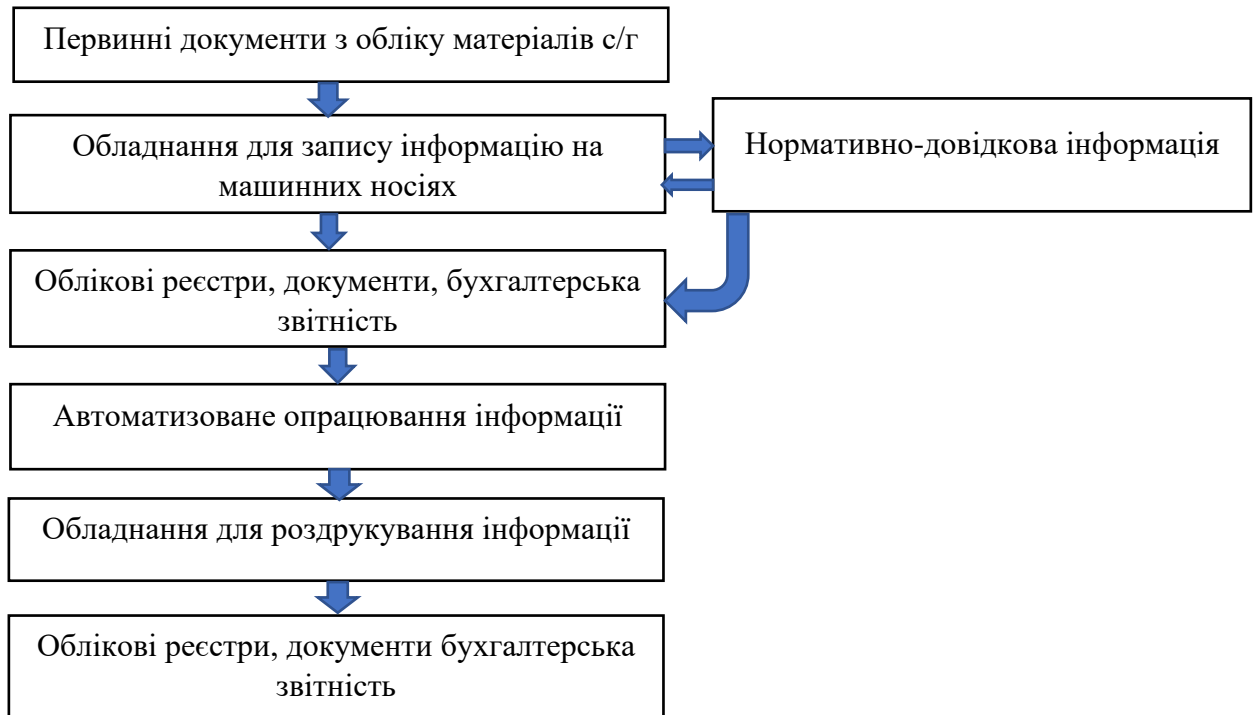 Первинні документи з обліку матеріалів с/г
Обладнання для запису інформацію на
машинних носіях
Нормативно-довідкова інформація
Облікові реєстри, документи, бухгалтерська
звітність
Автоматизоване опрацювання інформації
Обладнання для роздрукування інформації
Облікові реєстри, документи бухгалтерська
звітність